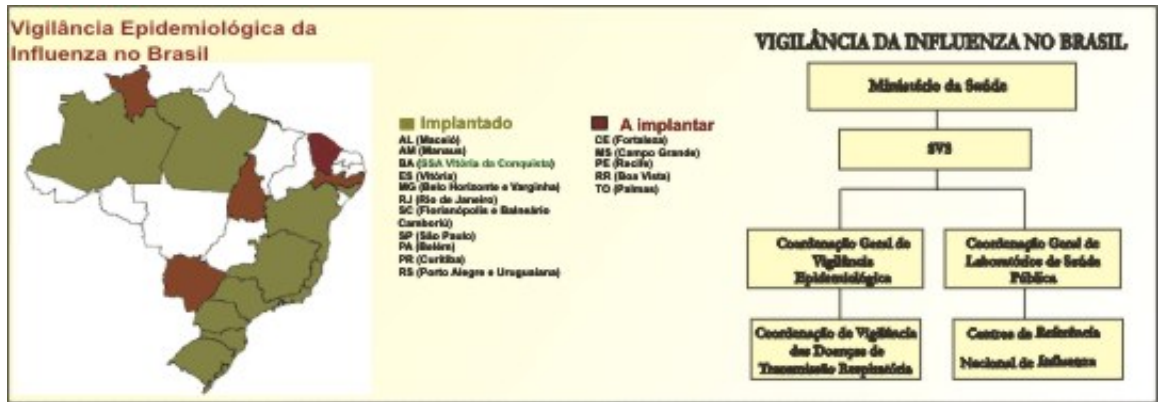 Vigilância Epidemiológica da
Influenza no Brasil
Implantado
AL (Maceió)
AM (Manaus)
BA (SSA Vitória da Conquista)
ES (Vitória)
MG (Belo Horizonte e Varginha)
RJ (Rio de Janeiro)
SC (Florianópolis e Balneário
Camboriú)
SP (São Paulo)
PA (Belém)
PR (Curitiba)
RS (Porto Alegre e Uruguaiana)
A implantar
CE (Fortaleza)
MS (Campo Grande)
PE (Recife)
RR (Boa Vista)
TO (Palmas)
VIGILÂNCIA DA INFLUENZA NO BRASIL
Ministério da Saúde
SVS
Coordenação Geral de
Vigilância
Epidemiológica
Coordenação Geral de
Laboratórios de Saúde
Pública
Coordenação de Vigilância
das Doenças de
Transmissão Respiratória
Centros de Referência
Nacional de Influenza